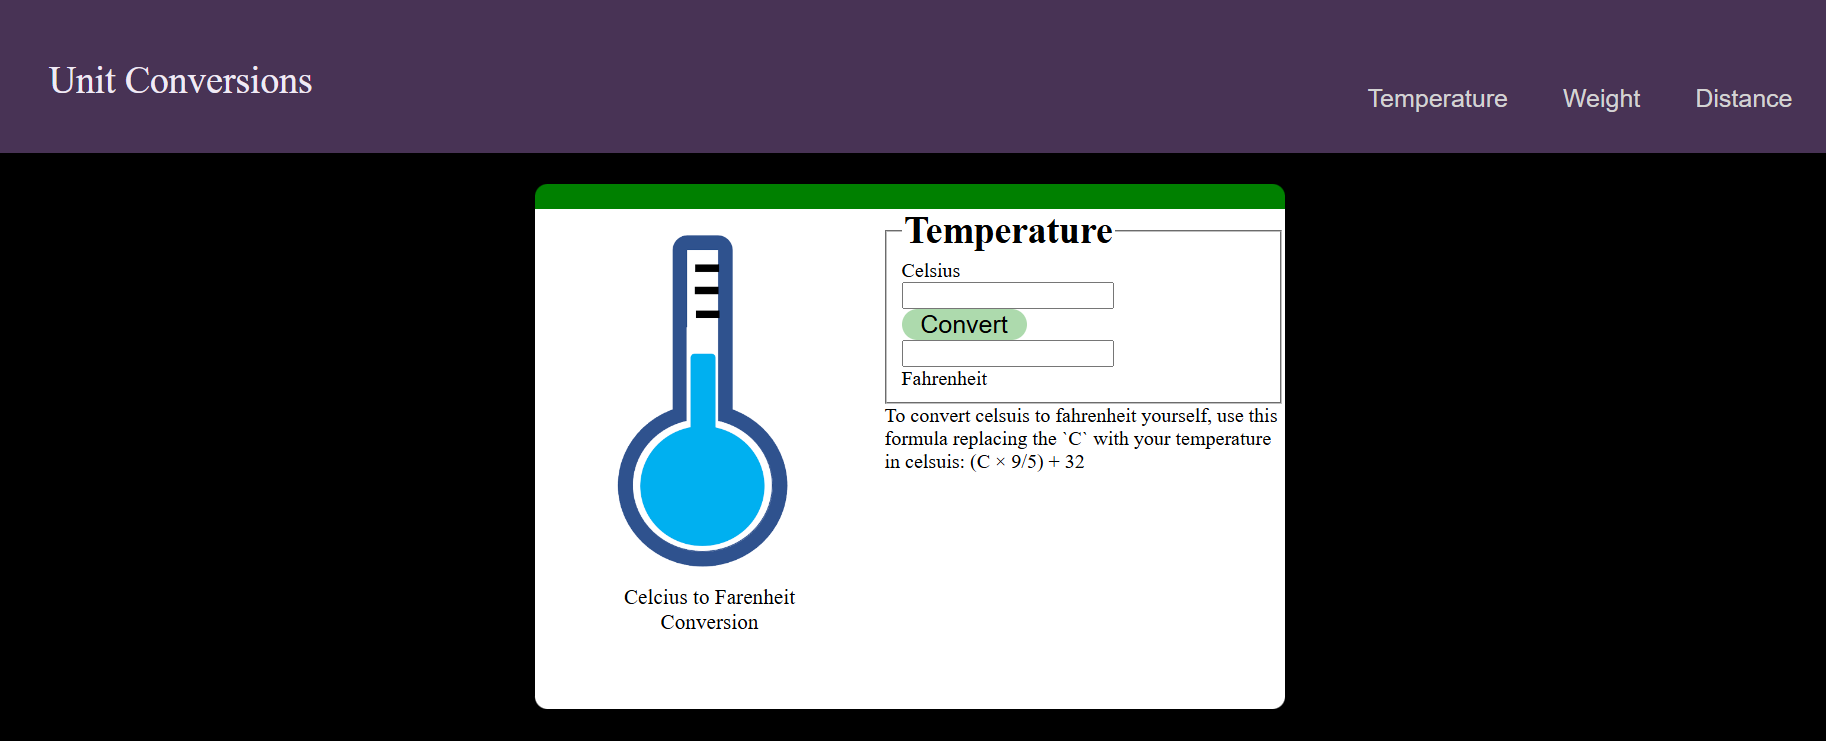 Unit Conversions
Temperature Weight Distance
Temperature
Celsius
Convert
Fahrenheit
To convert celsuis to fahrenheit yourself, use this
formula replacing the `C` with your temperature
in celsuis: (C × 9/5) + 32
Celcius to Farenheit
Conversion